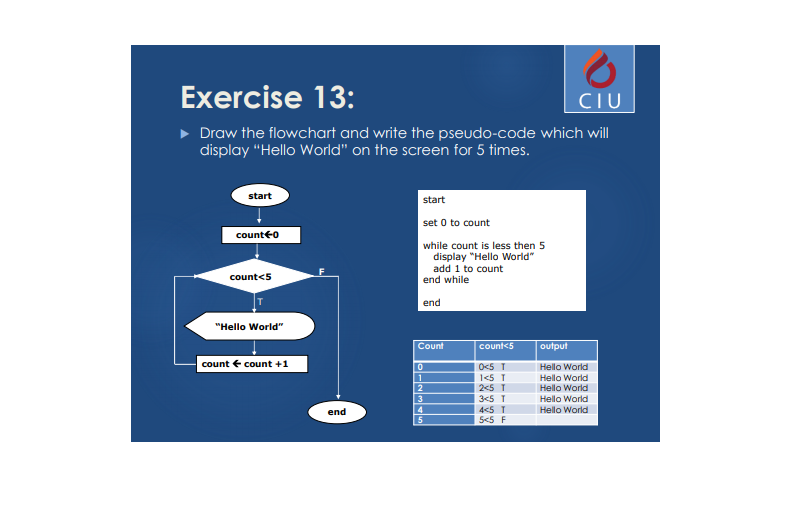 CIU
Exercise 13:
Draw the flowchart and write the pseudo-code which will
display “Hello World” on the screen for 5 times.
start
count🡨0
count<5
F
T
“Hello World”
count 🡨 count +1
end
start
set 0 to count
while count is less then 5
display “Hello World”
add 1 to count
end while
end
Count count<5 output
0 0<5 T Hello World
1 1<5 T Hello World
2 2<5 T Hello World
3 3<5 T Hello World
4 4<5 T Hello World
5 5<5 F